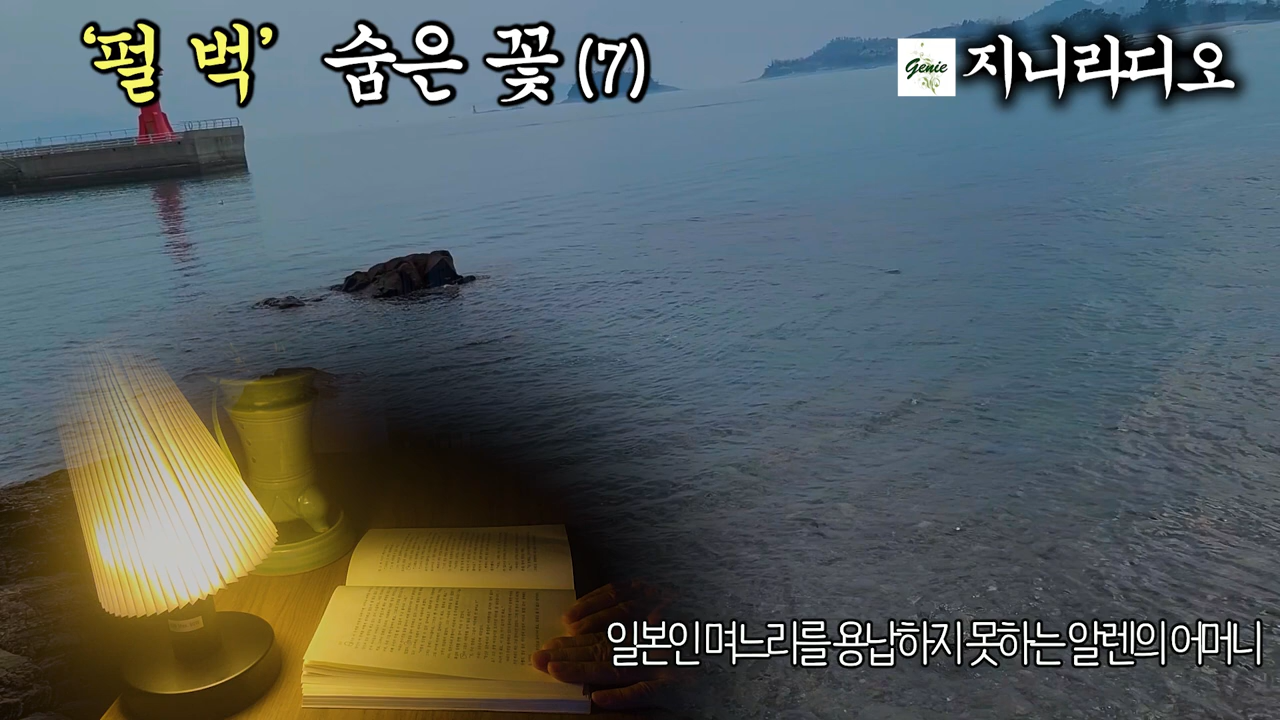 '펄 벅' 숨은 꽃 (7)
Genie 지니라디오
일본인 며느리를 용납하지 못하는 알렌의 어머니